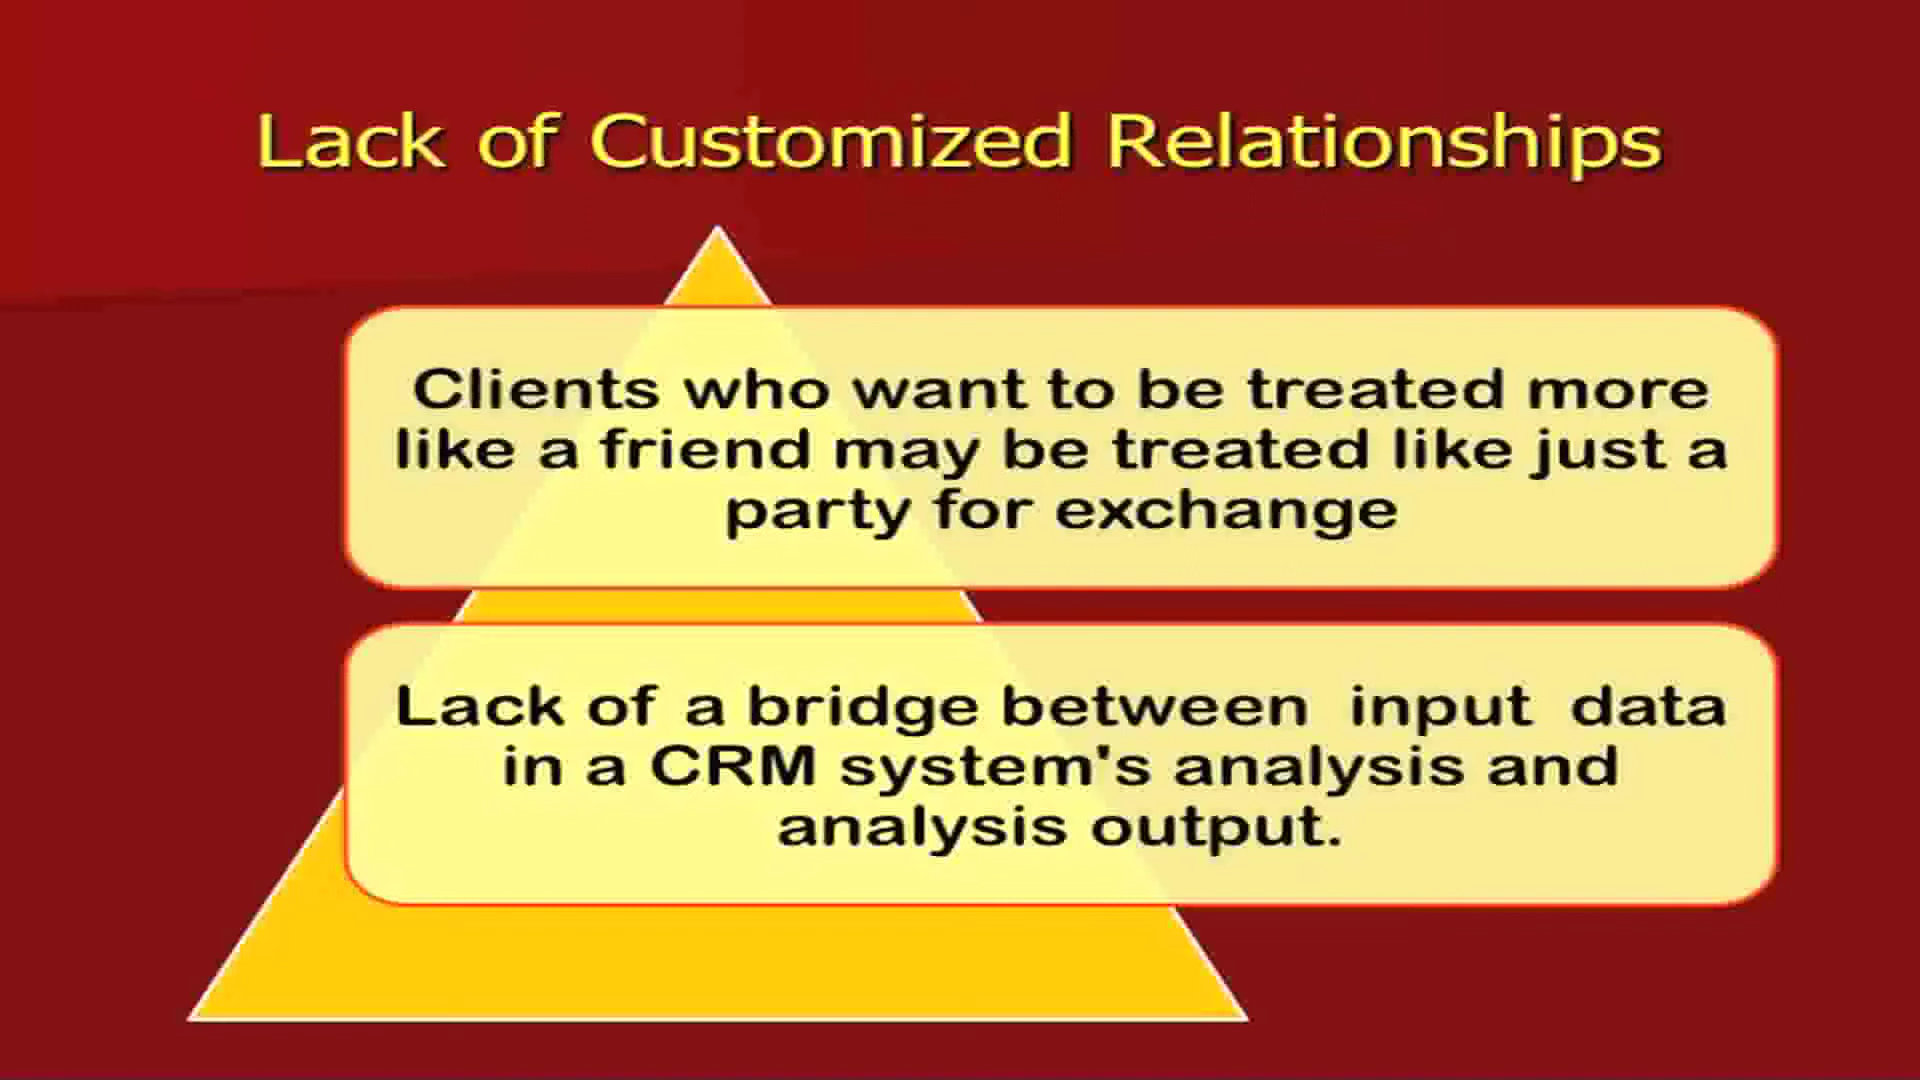 Lack of Customized Relationships
Clients who want to be treated more
like a friend may be treated like just a
party for exchange
Lack of a bridge between input data
in a CRM system's analysis and
analysis output.